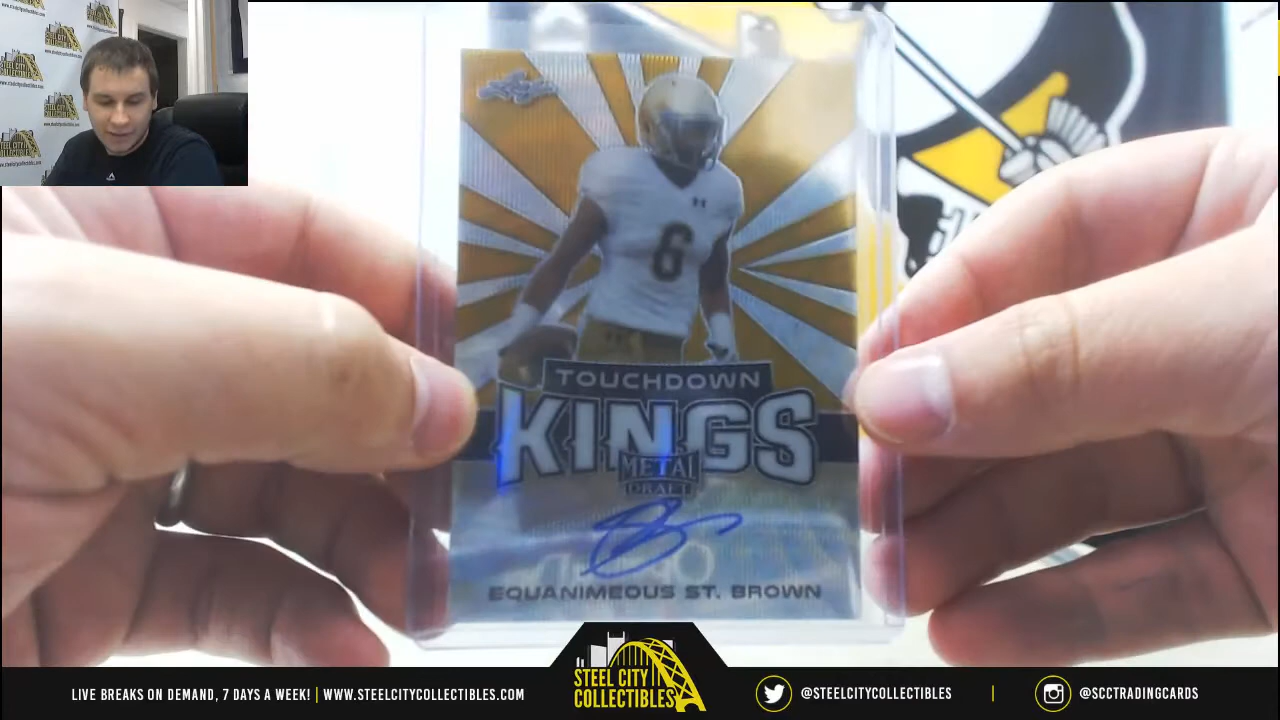 6
TOUCHDOWN
KINGS
METAL
DRAFT
EQUANIMEOUS ST. BROWN
STEEL CITY
COLLECTIBLES
LIVE BREAKS ON DEMAND, 7 DAYS A WEEK! | WWW.STEELCITYCOLLECTIBLES.COM
@STEELCITYCOLLECTIBLES | @SCCTRADINGCARDS